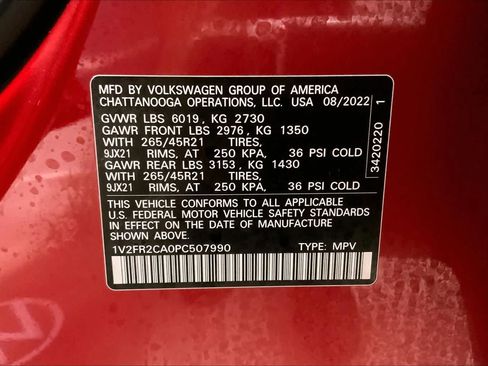 MFD BY VOLKSWAGEN GROUP OF AMERICA
CHATTANOOGA OPERATIONS, LLC. USA 08/2022
GVWR LBS 6019, KG 2730
GAWR FRONT LBS 2976, KG 1350
WITH 265/45R21 TIRES,
9JX21 RIMS, AT 250 KPA, 36 PSI COLD
GAWR REAR LBS 3153, KG 1430
WITH 265/45R21 TIRES,
9JX21 RIMS, AT 250 KPA, 36 PSI COLD
THIS VEHICLE CONFORMS TO ALL APPLICABLE
U.S. FEDERAL MOTOR VEHICLE SAFETY STANDARDS
IN EFFECT ON THE DATE OF MANUFACTURE
SHOWN ABOVE.
1V2FR2CA0PC507990 TYPE: MPV
3420220 1